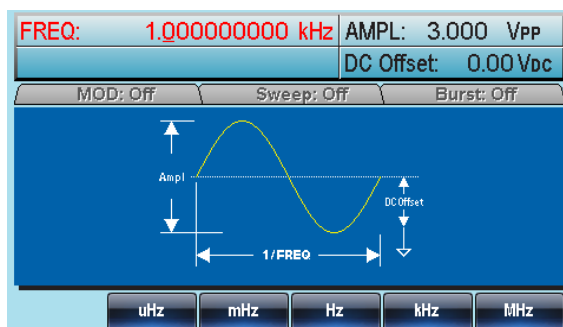 FREQ: 1.000000000 kHz AMPL: 3.000 VPP
DC Offset: 0.00 VDC
MOD: Off Sweep: Off Burst: Off
Ampl
DC Offset
1/FREQ
uHz mHz Hz kHz MHz